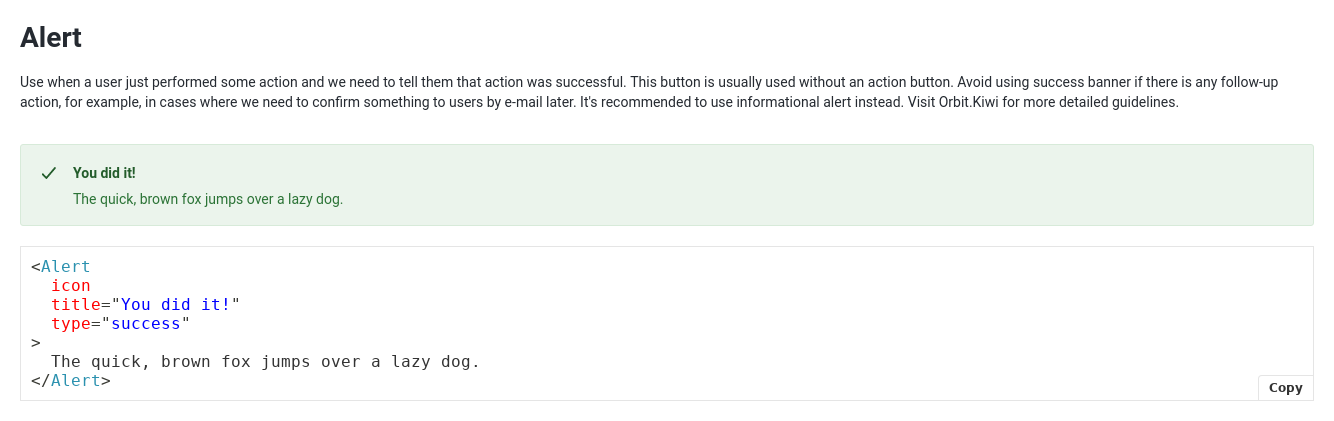 Alert
Use when a user just performed some action and we need to tell them that action was successful. This button is usually used without an action button. Avoid using success banner if there is any follow-up
action, for example, in cases where we need to confirm something to users by e-mail later. It's recommended to use informational alert instead. Visit Orbit.Kiwi for more detailed guidelines.
You did it!
The quick, brown fox jumps over a lazy dog.
<Alert
  icon
  title="You did it!"
  type="success"
>
  The quick, brown fox jumps over a lazy dog.
</Alert>
Copy